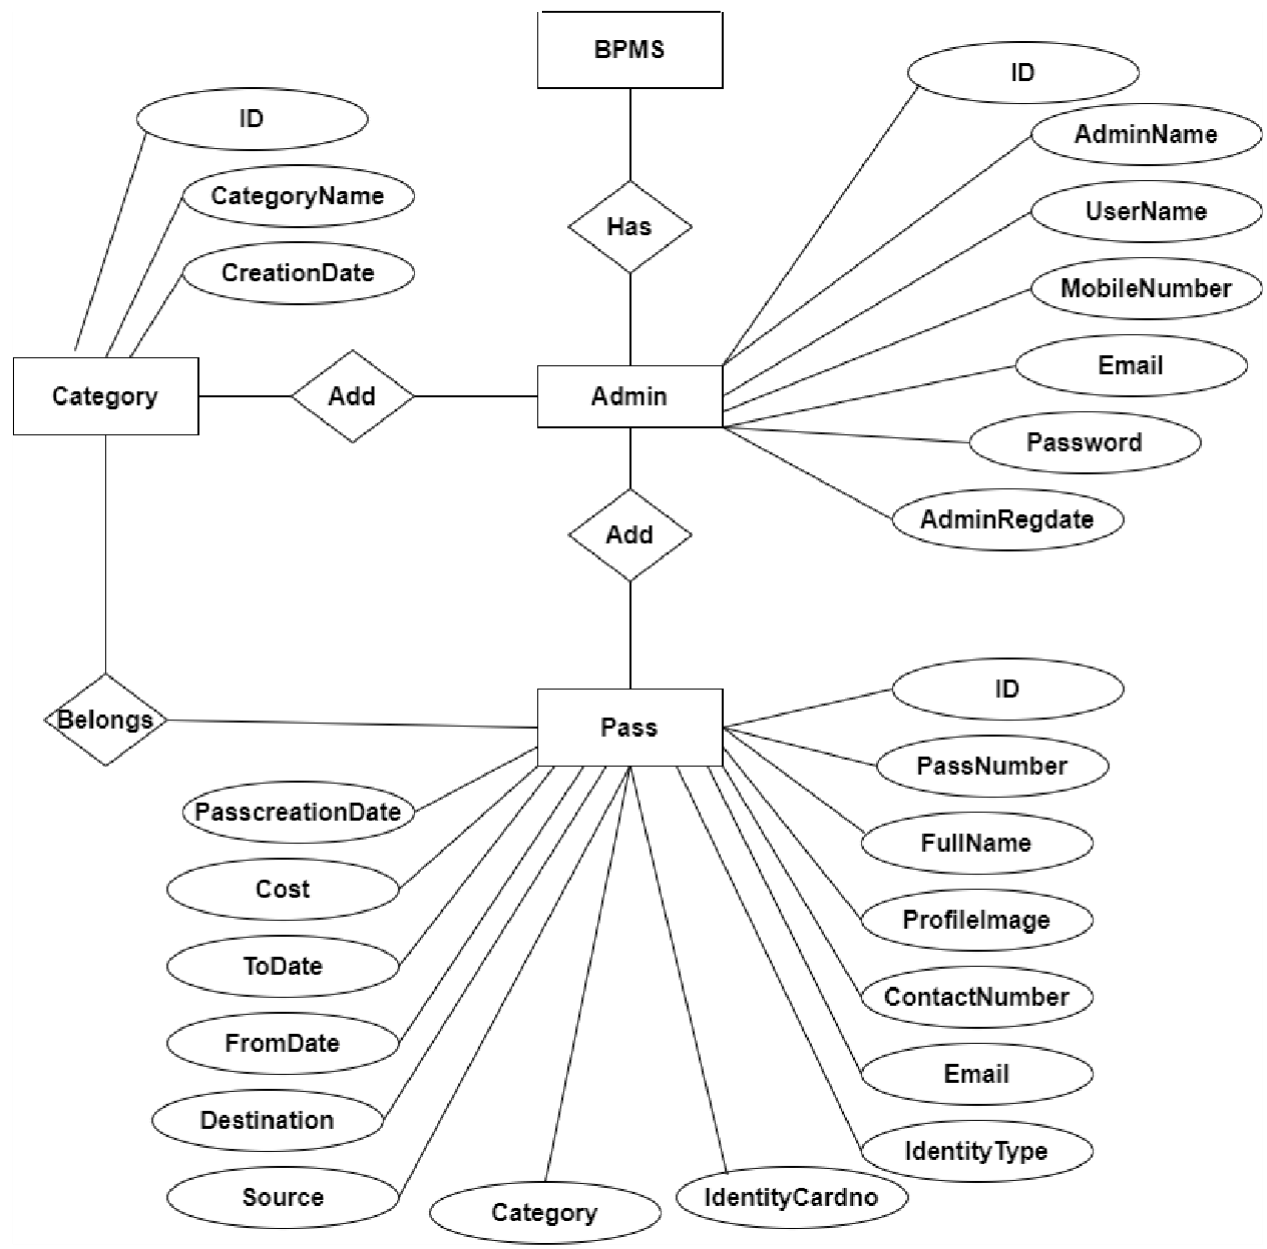 BPMS
ID
ID
AdminName
CategoryName
UserName
Has
CreationDate
MobileNumber
Email
Category
Add
Admin
Password
AdminRegdate
Add
ID
Belongs
Pass
PassNumber
PasscreationDate
FullName
Cost
ProfileImage
ToDate
ContactNumber
FromDate
Email
Destination
IdentityType
Source
IdentityCardno
Category